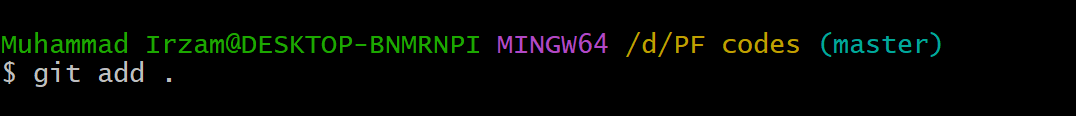 Muhammad Irzam@DESKTOP-BNMRNPI MINGW64 /d/PF codes (master)
$ git add .